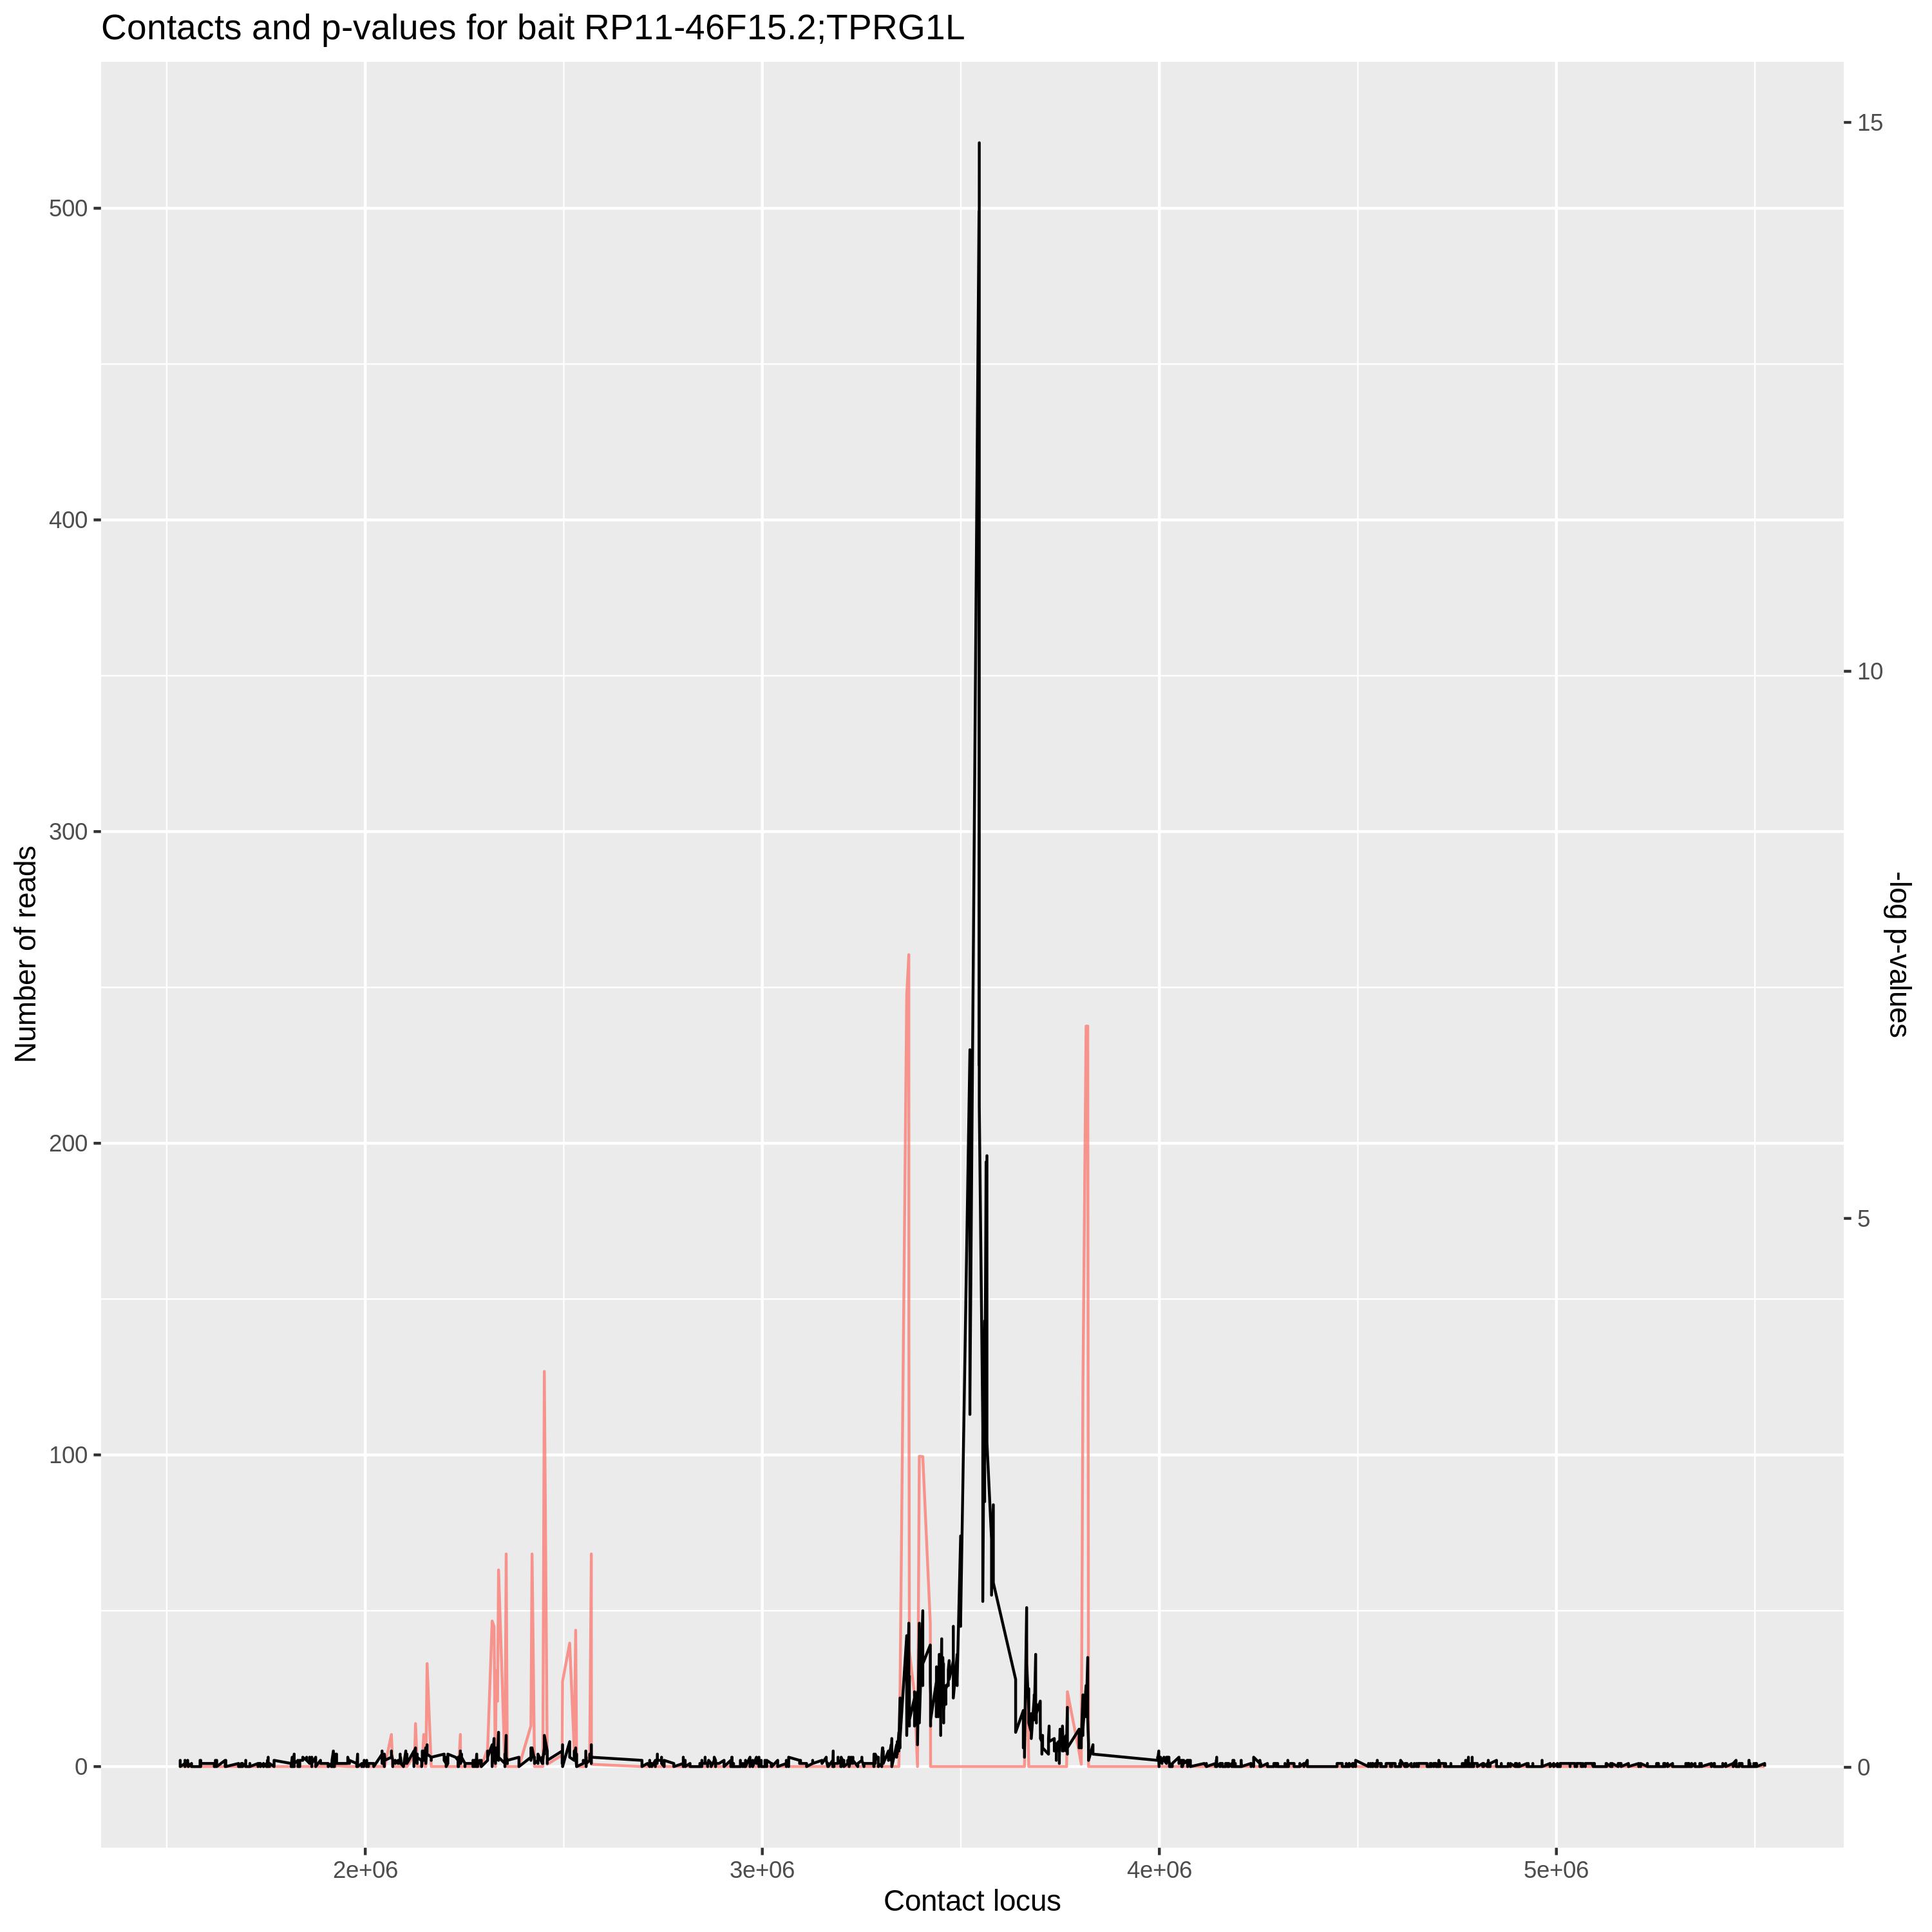 Contacts and p-values for bait RP11-46F15.2;TPRG1L
Number of reads
500
400
300
200
100
0
15
10
5
0
-log p-values
2e+06 3e+06 4e+06 5e+06
Contact locus